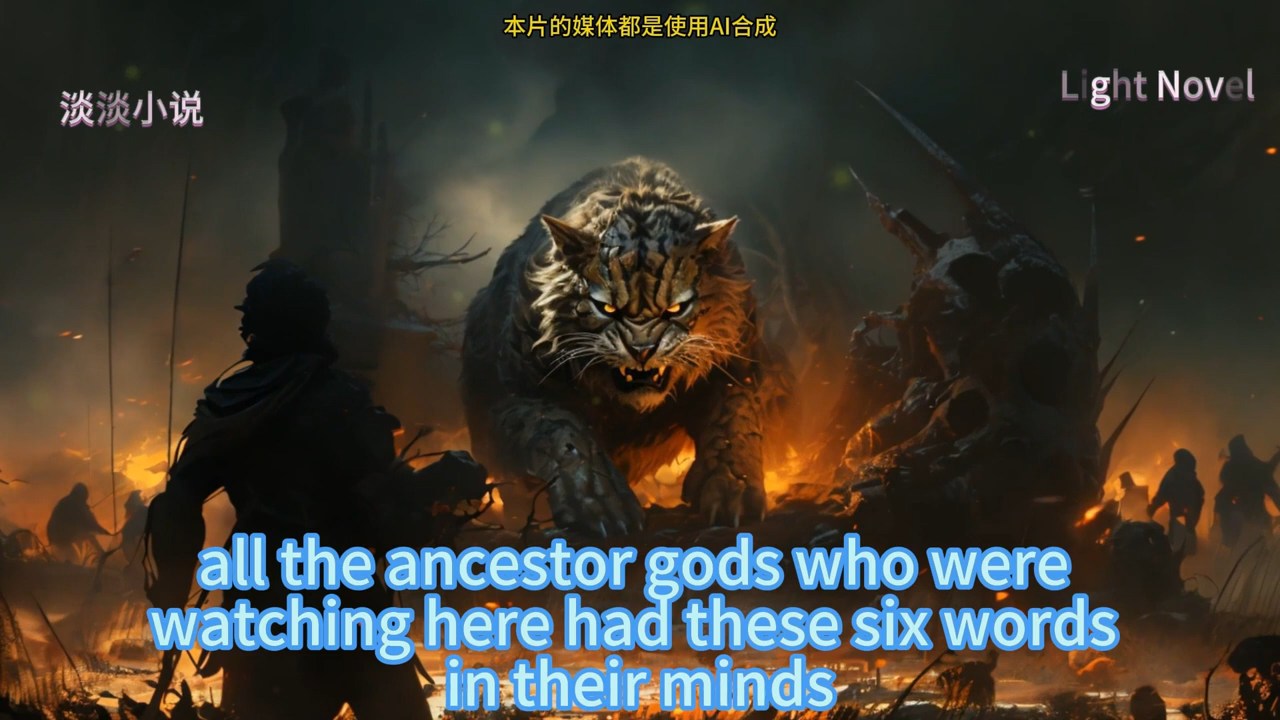 本片的媒体都是使用AI合成
淡淡小说
Light Novel
all the ancestor gods who were
watching here had these six words
in their minds